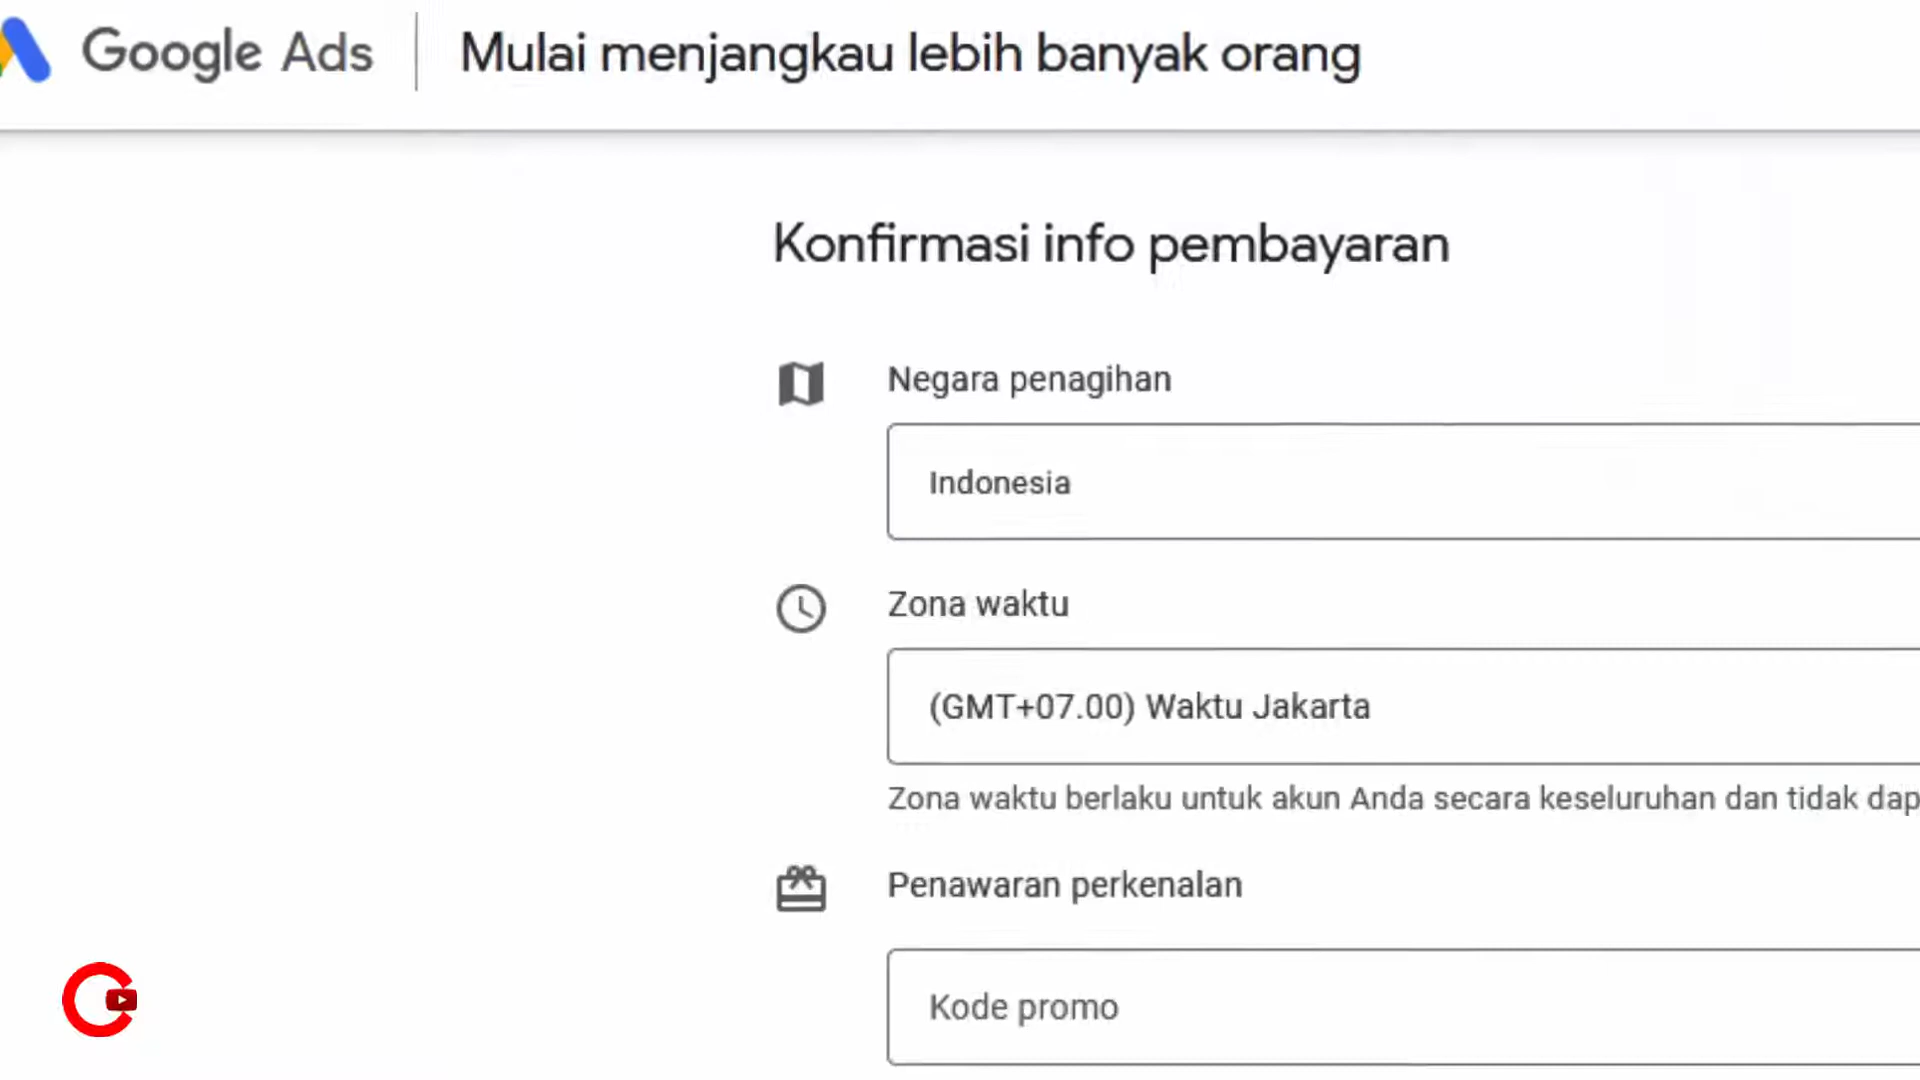 Google Ads
Mulai menjangkau lebih banyak orang
Konfirmasi info pembayaran
Negara penagihan
Indonesia
Zona waktu
(GMT+07.00) Waktu Jakarta
Zona waktu berlaku untuk akun Anda secara keseluruhan dan tidak dap
Penawaran perkenalan
Kode promo